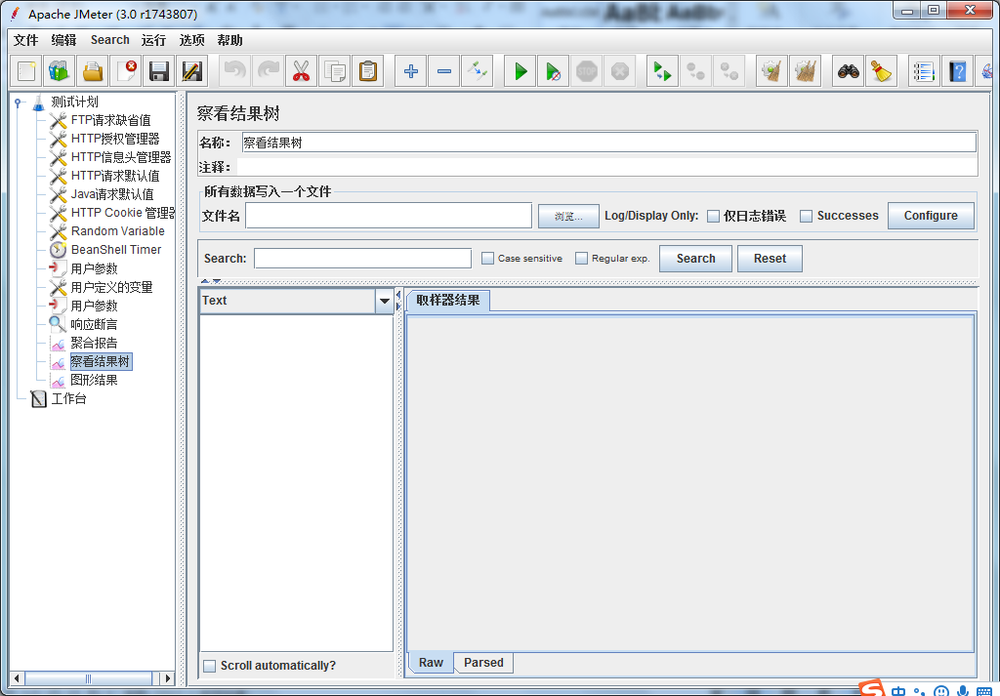 Apache JMeter (3.0 r1743807)
文件 编辑 Search 运行 选项 帮助
STOP
测试计划
FTP请求缺省值
HTTP授权管理器
HTTP信息头管理器
HTTP请求默认值
Java请求默认值
HTTP Cookie 管理器
Random Variable
BeanShell Timer
用户参数
用户定义的变量
用户参数
响应断言
聚合报告
察看结果树
图形结果
工作台
察看结果树
名称： 察看结果树
注释：
所有数据写入一个文件
文件名 浏览... Log/Display Only: 仅日志错误 Successes Configure
Search: Case sensitive Regular exp. Search Reset
Text
取样器结果
Scroll automatically?
Raw Parsed
中